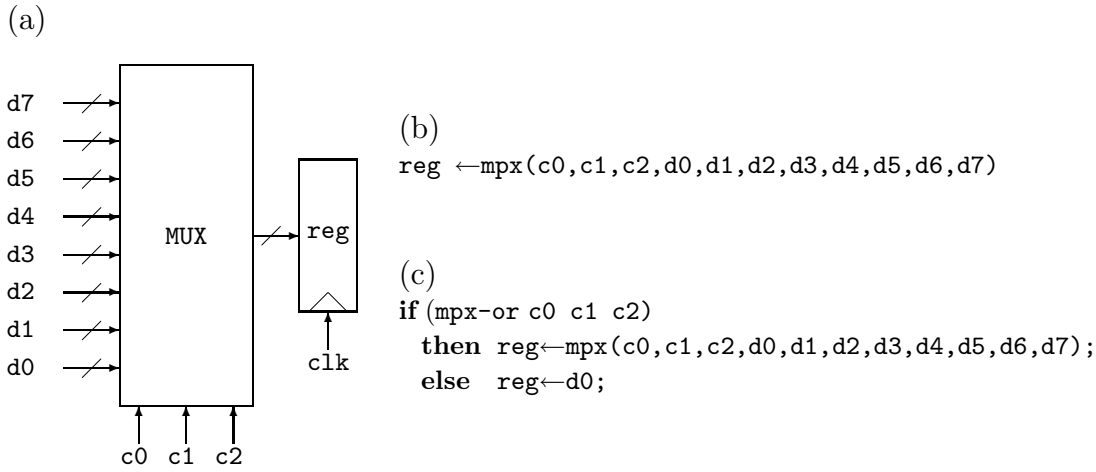 (a)
d7
d6
d5
d4
d3
d2
d1
d0
MUX
reg
clk
c0 c1 c2
(b)
reg ←mpx(c0,c1,c2,d0,d1,d2,d3,d4,d5,d6,d7)
(c)
if (mpx-or c0 c1 c2)
then reg←mpx(c0,c1,c2,d0,d1,d2,d3,d4,d5,d6,d7);
else reg←d0;